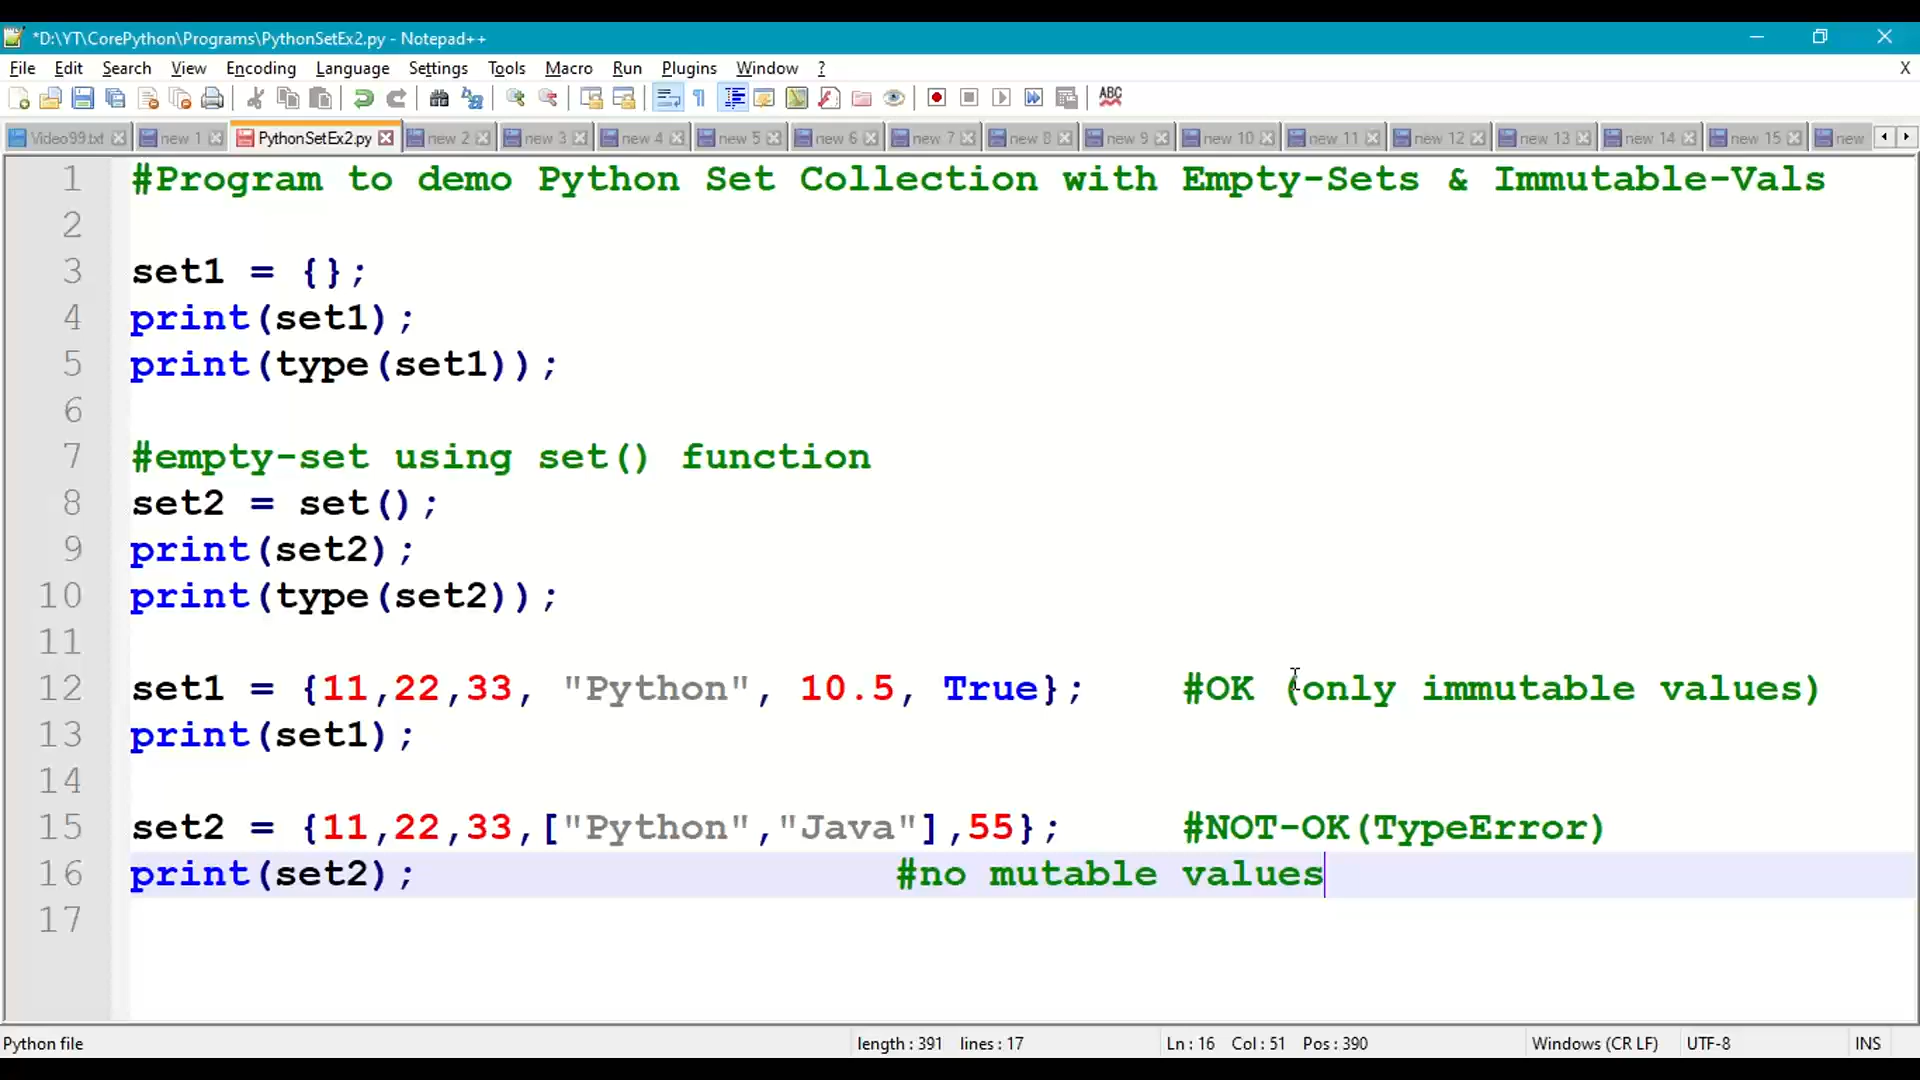 *D:\YT\CorePython\Programs\PythonSetEx2.py - Notepad++
File Edit Search View Encoding Language Settings Tools Macro Run Plugins Window ? X
ABC
Video99.txt new 1 PythonSetEx2.py new 2 new 3 new 4 new 5 new 6 new 7 new 8 new 9 new 10 new 11 new 12 new 13 new 14 new 15 new
1 #Program to demo Python Set Collection with Empty-Sets & Immutable-Vals
2
3 set1 = {};
4 print(set1);
5 print(type(set1));
6
7 #empty-set using set() function
8 set2 = set();
9 print(set2);
10 print(type(set2));
11
12 set1 = {11,22,33, "Python", 10.5, True}; #OK (only immutable values)
13 print(set1);
14
15 set2 = {11,22,33,["Python","Java"],55}; #NOT-OK(TypeError)
16 print(set2); #no mutable values
17
Python file length : 391 lines : 17 Ln : 16 Col : 51 Pos : 390 Windows (CR LF) UTF-8 INS